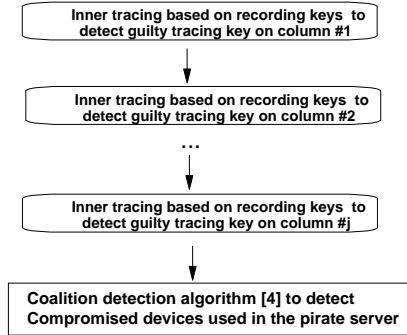 Inner tracing based on recording keys to
detect guilty tracing key on column #1
Inner tracing based on recording keys to
detect guilty tracing key on column #2
...
Inner tracing based on recording keys to
detect guilty tracing key on column #j
Coalition detection algorithm [4] to detect
Compromised devices used in the pirate server